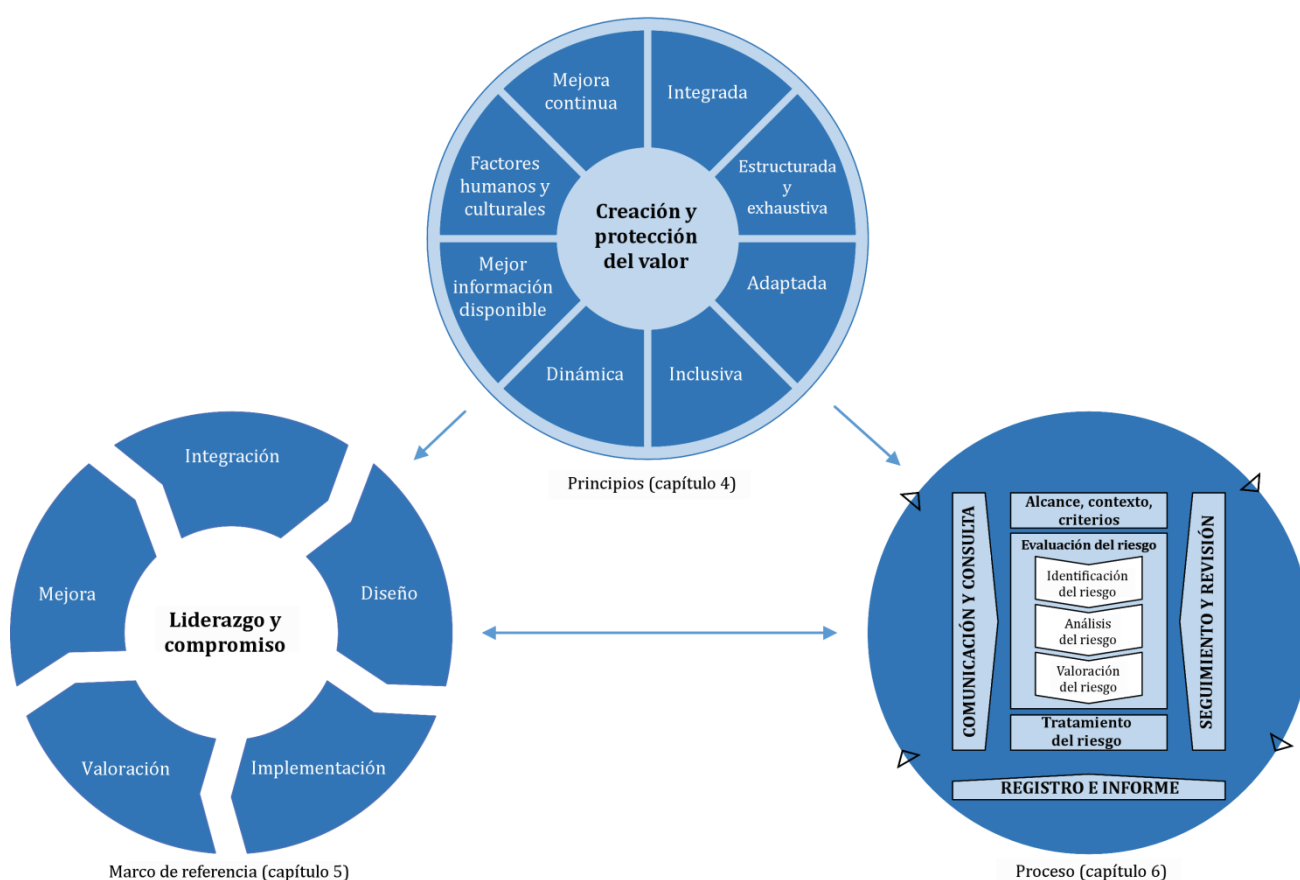 Mejora
continua
Integrada
Factores
humanos y
culturales
Estructurada
y
exhaustiva
Creación y
protección
del valor
Mejor
información
disponible
Adaptada
Dinámica
Inclusiva
Principios (capítulo 4)
Integración
Mejora
Diseño
Liderazgo y
compromiso
Valoración
Implementación
Marco de referencia (capítulo 5)
COMUNICACIÓN Y CONSULTA
Alcance, contexto,
criterios
Evaluación del riesgo
Identificación
del riesgo
Análisis
del riesgo
Valoración
del riesgo
Tratamiento
del riesgo
SEGUIMIENTO Y REVISIÓN
REGISTRO E INFORME
Proceso (capítulo 6)